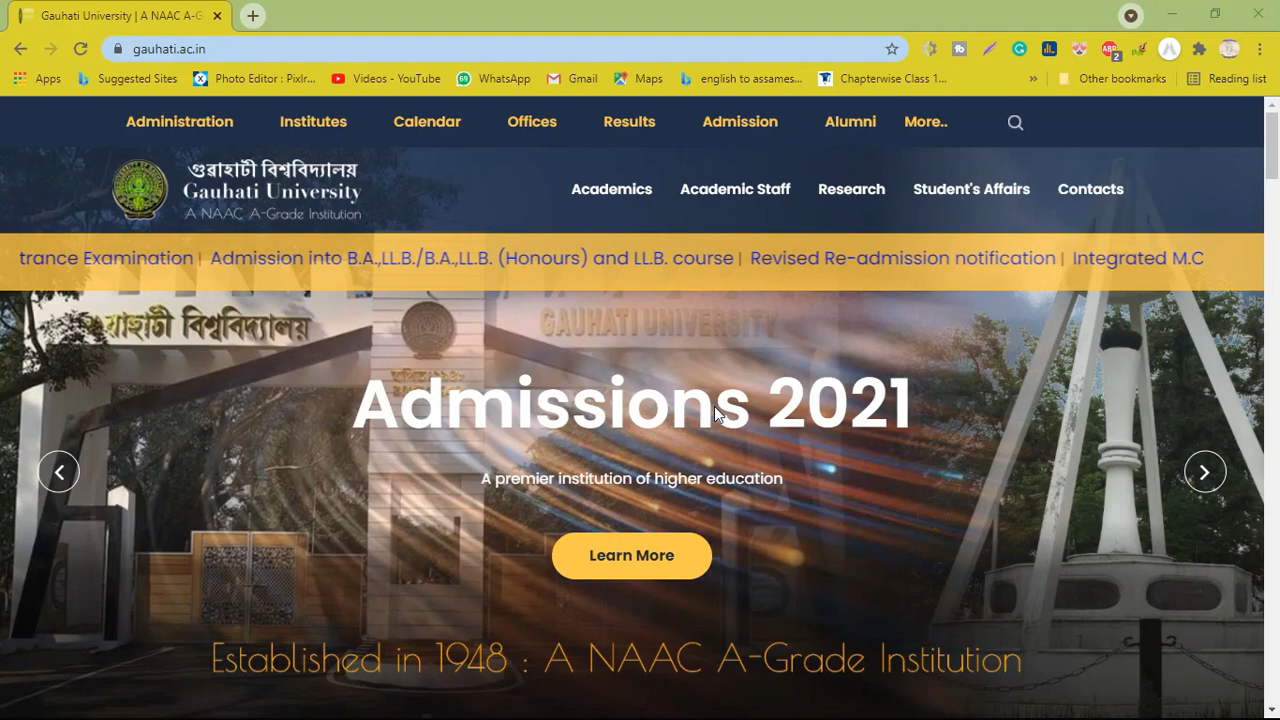 Gauhati University | A NAAC A-G
gauhati.ac.in
Apps
Suggested Sites
Photo Editor : Pixlr...
Videos - YouTube
69
WhatsApp
Gmail
Maps
english to assames...
Chapterwise Class 1...
»
Other bookmarks
Reading list
Administration
Institutes
Calendar
Offices
Results
Admission
Alumni
More..
গুৱাহাটী বিশ্ববিদ্যালয়
Gauhati University
A NAAC A-Grade Institution
Academics
Academic Staff
Research
Student's Affairs
Contacts
trance Examination | Admission into B.A.,LL.B./B.A.,LL.B. (Honours) and LL.B. course | Revised Re-admission notification | Integrated M.C
গুৱাহাটী বিশ্ববিদ্যালয়
GAUHATI UNIVERSITY
Admissions 2021
A premier institution of higher education
Learn More
Established in 1948 : A NAAC A-Grade Institution